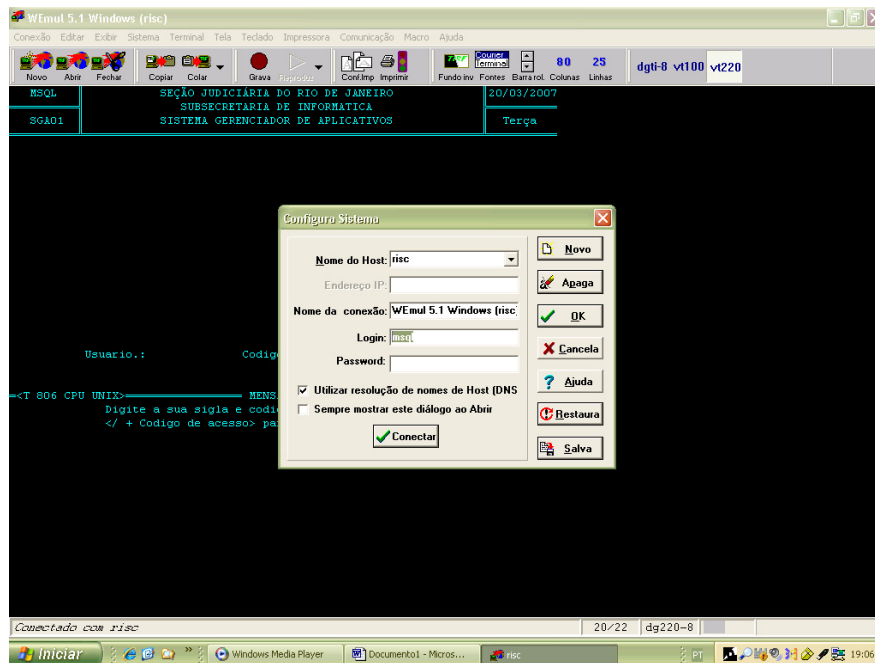 WEmul 5.1 Windows (risc)
Conexão Editar Exibir Sistema Terminal Tela Teclado Impressora Comunicação Macro Ajuda
Novo Abrir Fechar Copiar Colar Grava Reproduz Conf.Imp Imprimir Fundo inv Fontes Barra rol. Colunas Linhas
Courier
Terminal
80 25 dgti-8 vt100 vt220
MSQL SEÇÃO JUDICIÁRIA DO RIO DE JANEIRO 20/03/2007
SUBSECRETARIA DE INFORMATICA
SGA01 SISTEMA GERENCIADOR DE APLICATIVOS Terça
Configura Sistema
Nome do Host: risc
Endereço IP:
Nome da conexão: WEmul 5.1 Windows (risc)
Login: msql
Password:
Utilizar resolução de nomes de Host (DNS
Sempre mostrar este diálogo ao Abrir
Conectar
Novo
Apaga
OK
Cancela
Ajuda
Restaura
Salva
Usuario.: Codig
=<T 806 CPU UNIX>= MENS
Digite a sua sigla e codi
</ + Codigo de acesso> pa
Conectado com risc 20/22 dg220-8
Iniciar » Windows Media Player Documento1 - Micros... risc PT 19:06